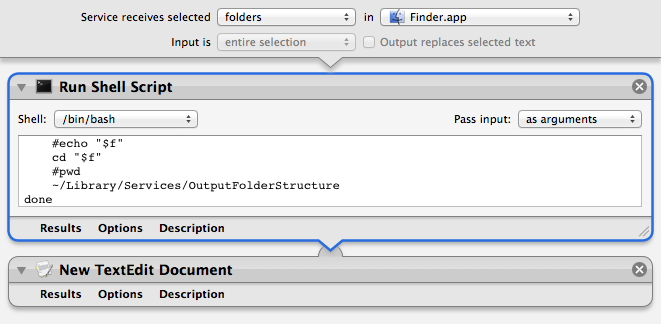 Service receives selected folders in Finder.app
Input is entire selection Output replaces selected text
Run Shell Script
Shell: /bin/bash Pass input: as arguments
#echo "$f"
cd "$f"
#pwd
~/Library/Services/OutputFolderStructure
done
Results Options Description
New TextEdit Document
Results Options Description